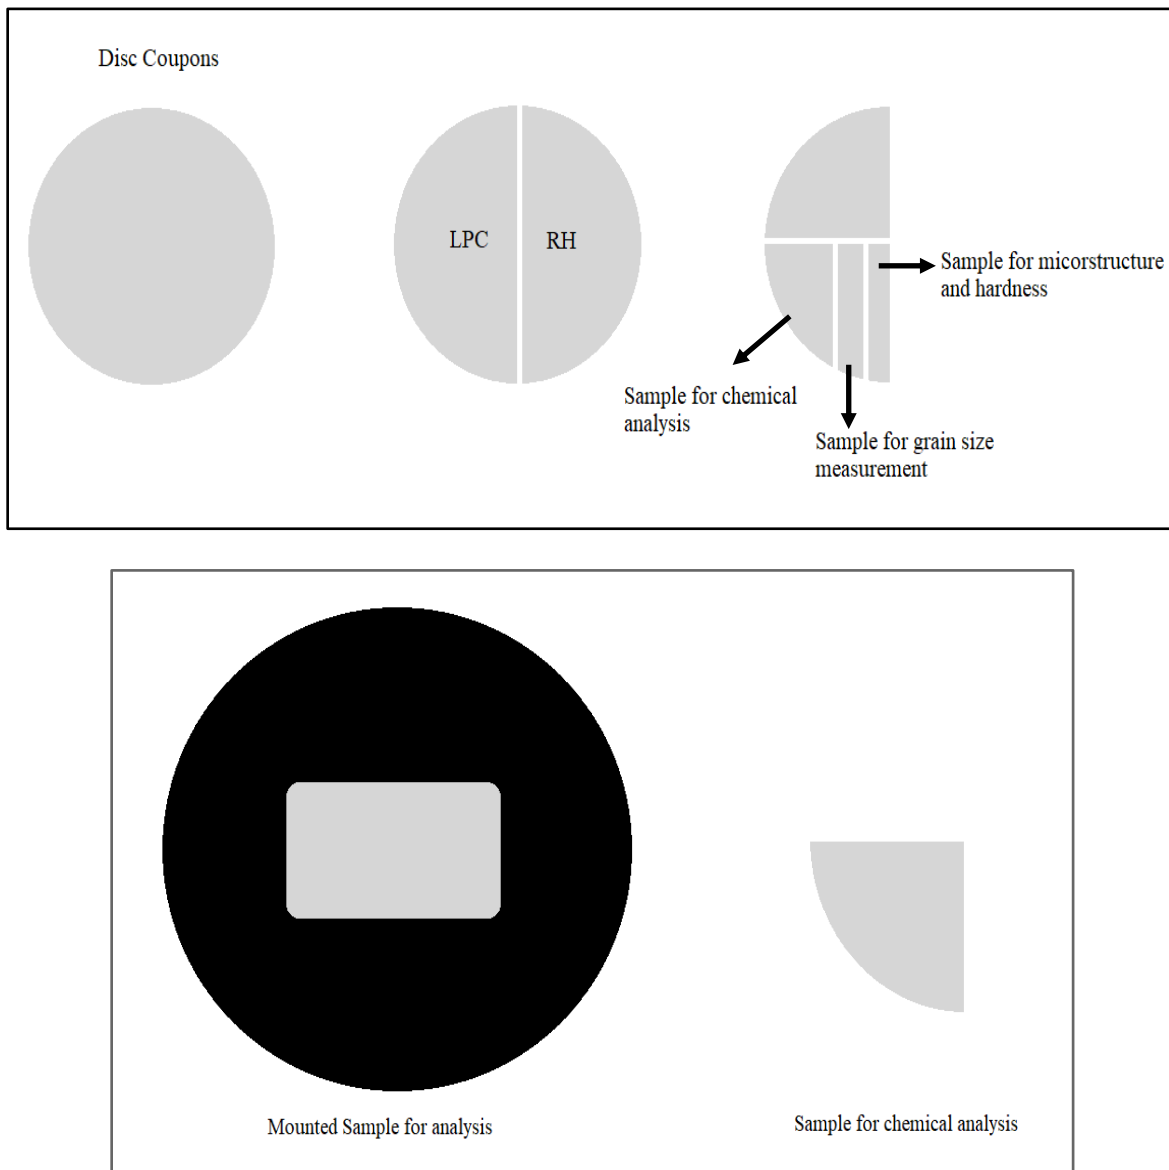 Disc Coupons
LPC
RH
Sample for micorstructure
and hardness
Sample for chemical
analysis
Sample for grain size
measurement
Mounted Sample for analysis
Sample for chemical analysis